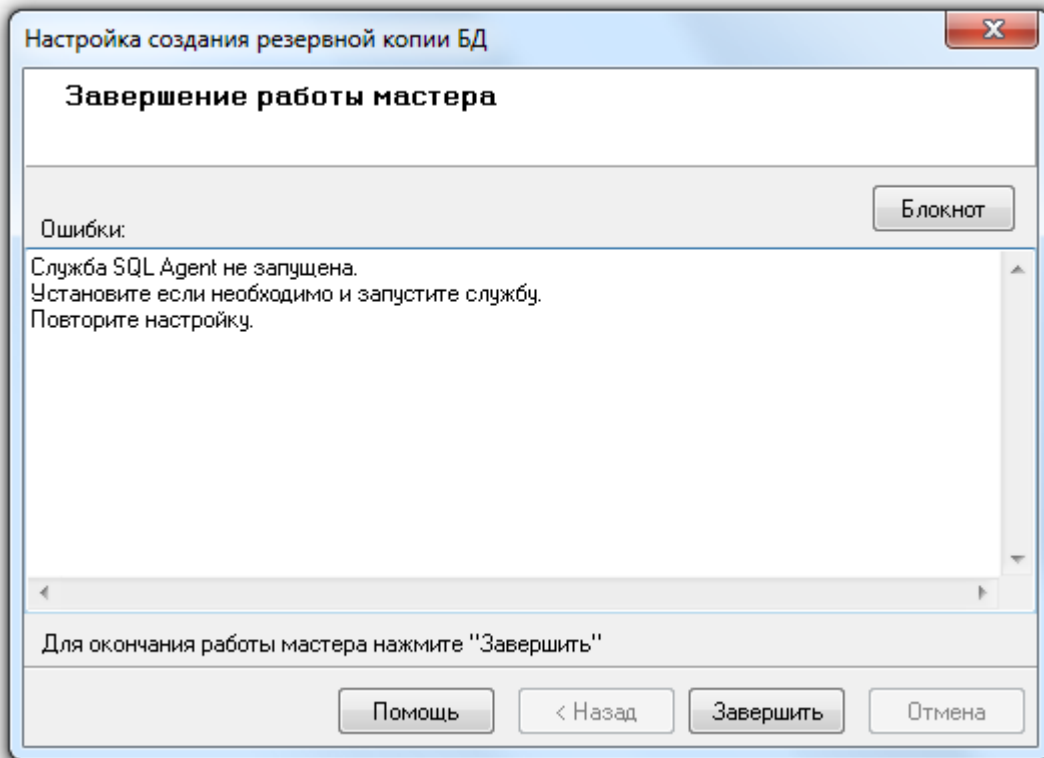 Настройка создания резервной копии БД
Завершение работы мастера
Блокнот
Ошибки:
Служба SQL Agent не запущена.
Установите если необходимо и запустите службу.
Повторите настройку.
Для окончания работы мастера нажмите "Завершить"
Помощь
< Назад
Завершить
Отмена